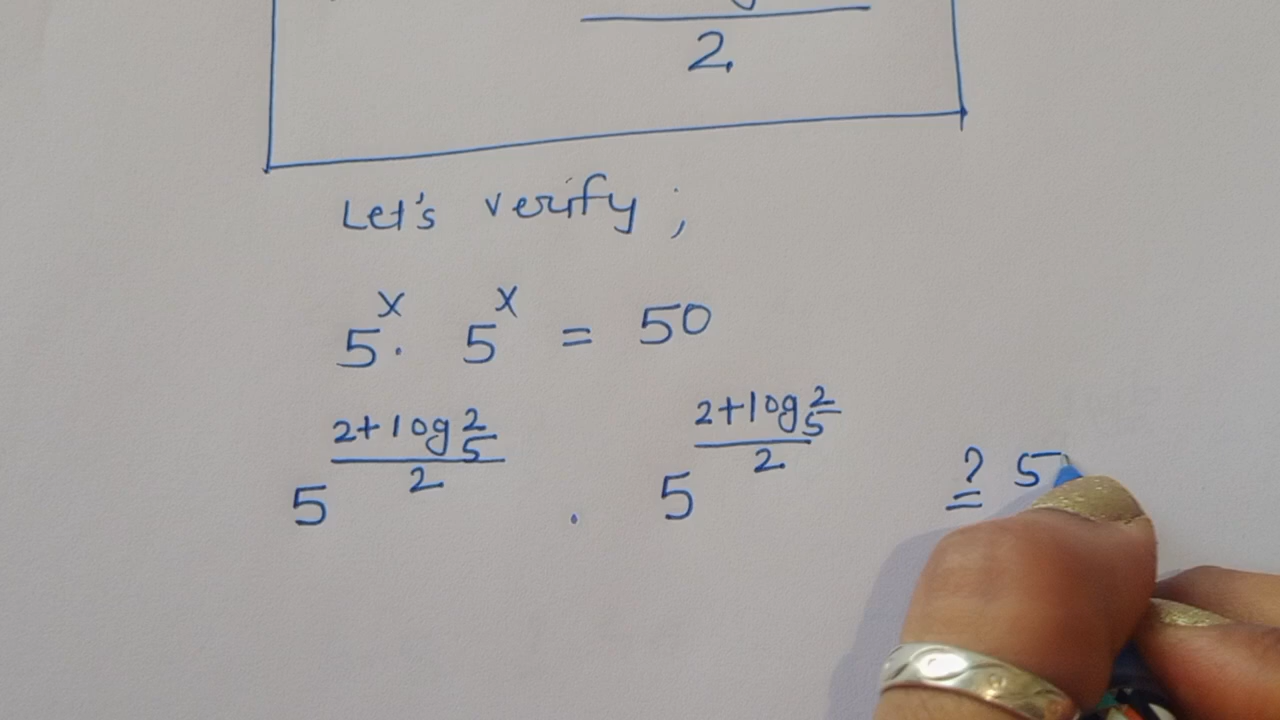 2
Let's verify;
5^x . 5^x = 50
5^((2+log_5 2)/2) . 5^((2+log_5 2)/2) ≟ 5